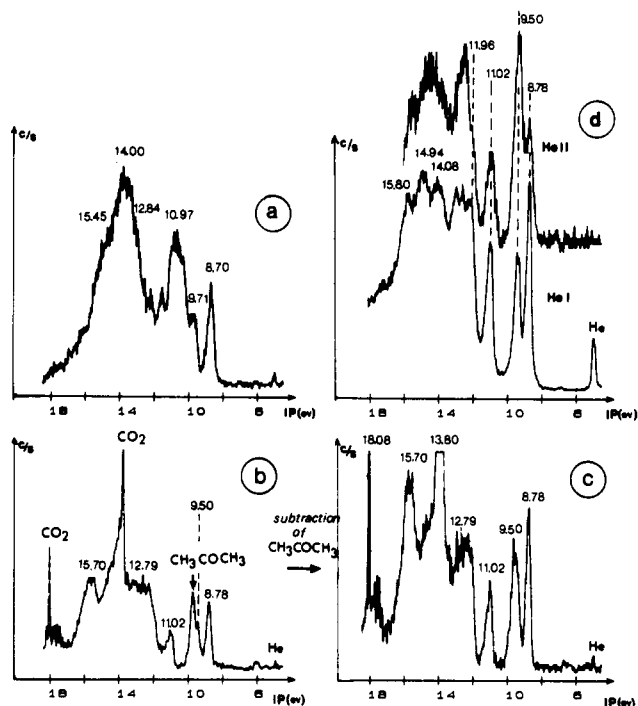 c/s
14.00
15.45
12.84
10.97
9.71
8.70
a
18 14 10 6 IP(ev)
c/s
9.50
11.96
11.02
8.78
d
He II
14.94
15.80
14.08
He I
He
18 14 10 6 IP(ev)
c/s
CO2
b
CO2
9.50
15.70
12.79
CH3COCH3
11.02
8.78
He
18 14 10 6 IP(ev)
subtraction
of
CH3COCH3
c/s
18.08
13.80
c
15.70
12.79
9.50
8.78
11.02
He
18 14 10 6 IP(ev)